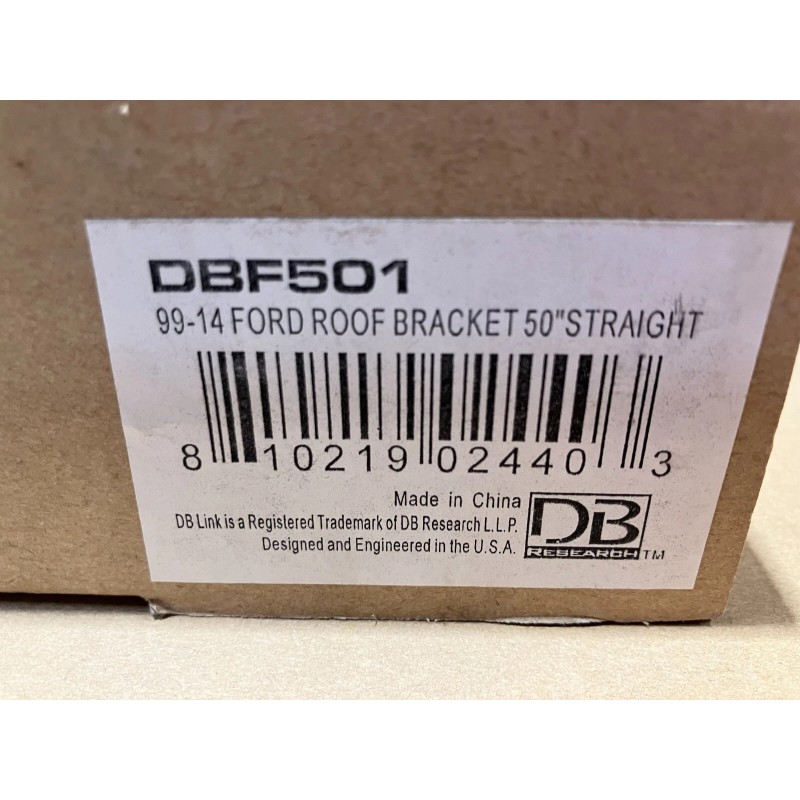 DBF501
99-14 FORD ROOF BRACKET 50"STRAIGHT
8 10219 02440 3
Made in China
DB Link is a Registered Trademark of DB Research L.L.P.
Designed and Engineered in the U.S.A.
DB
RESEARCH TM